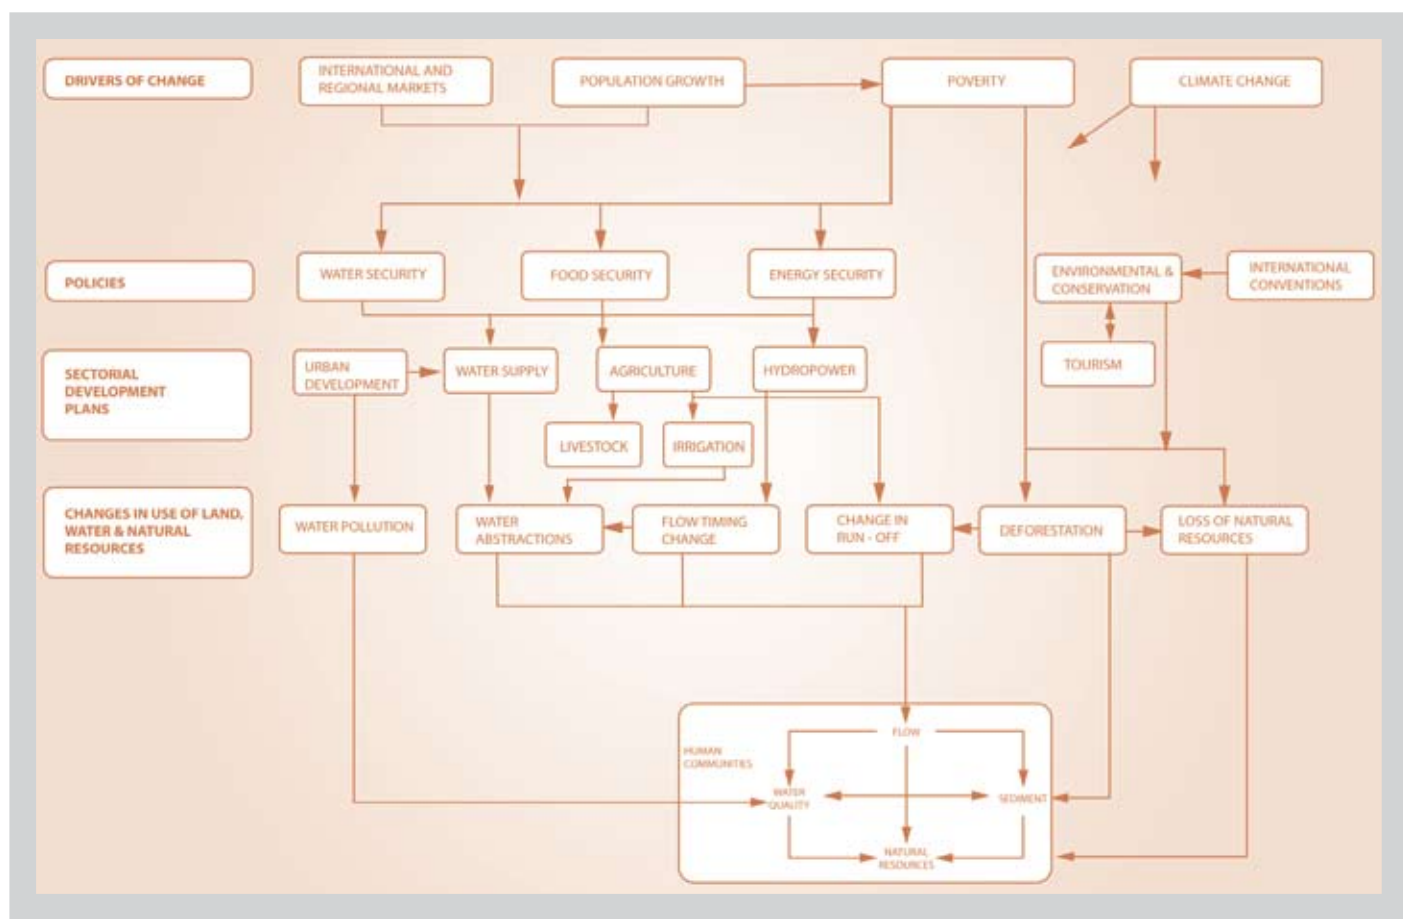 DRIVERS OF CHANGE
INTERNATIONAL AND
REGIONAL MARKETS
POPULATION GROWTH
POVERTY
CLIMATE CHANGE
POLICIES
WATER SECURITY
FOOD SECURITY
ENERGY SECURITY
ENVIRONMENTAL &
CONSERVATION
INTERNATIONAL
CONVENTIONS
SECTORIAL
DEVELOPMENT
PLANS
URBAN
DEVELOPMENT
WATER SUPPLY
AGRICULTURE
HYDROPOWER
TOURISM
LIVESTOCK
IRRIGATION
CHANGES IN USE OF LAND,
WATER & NATURAL
RESOURCES
WATER POLLUTION
WATER
ABSTRACTIONS
FLOW TIMING
CHANGE
CHANGE IN
RUN - OFF
DEFORESTATION
LOSS OF NATURAL
RESOURCES
FLOW
HUMAN
COMMUNITIES
WATER
QUALITY
SEDIMENT
NATURAL
RESOURCES